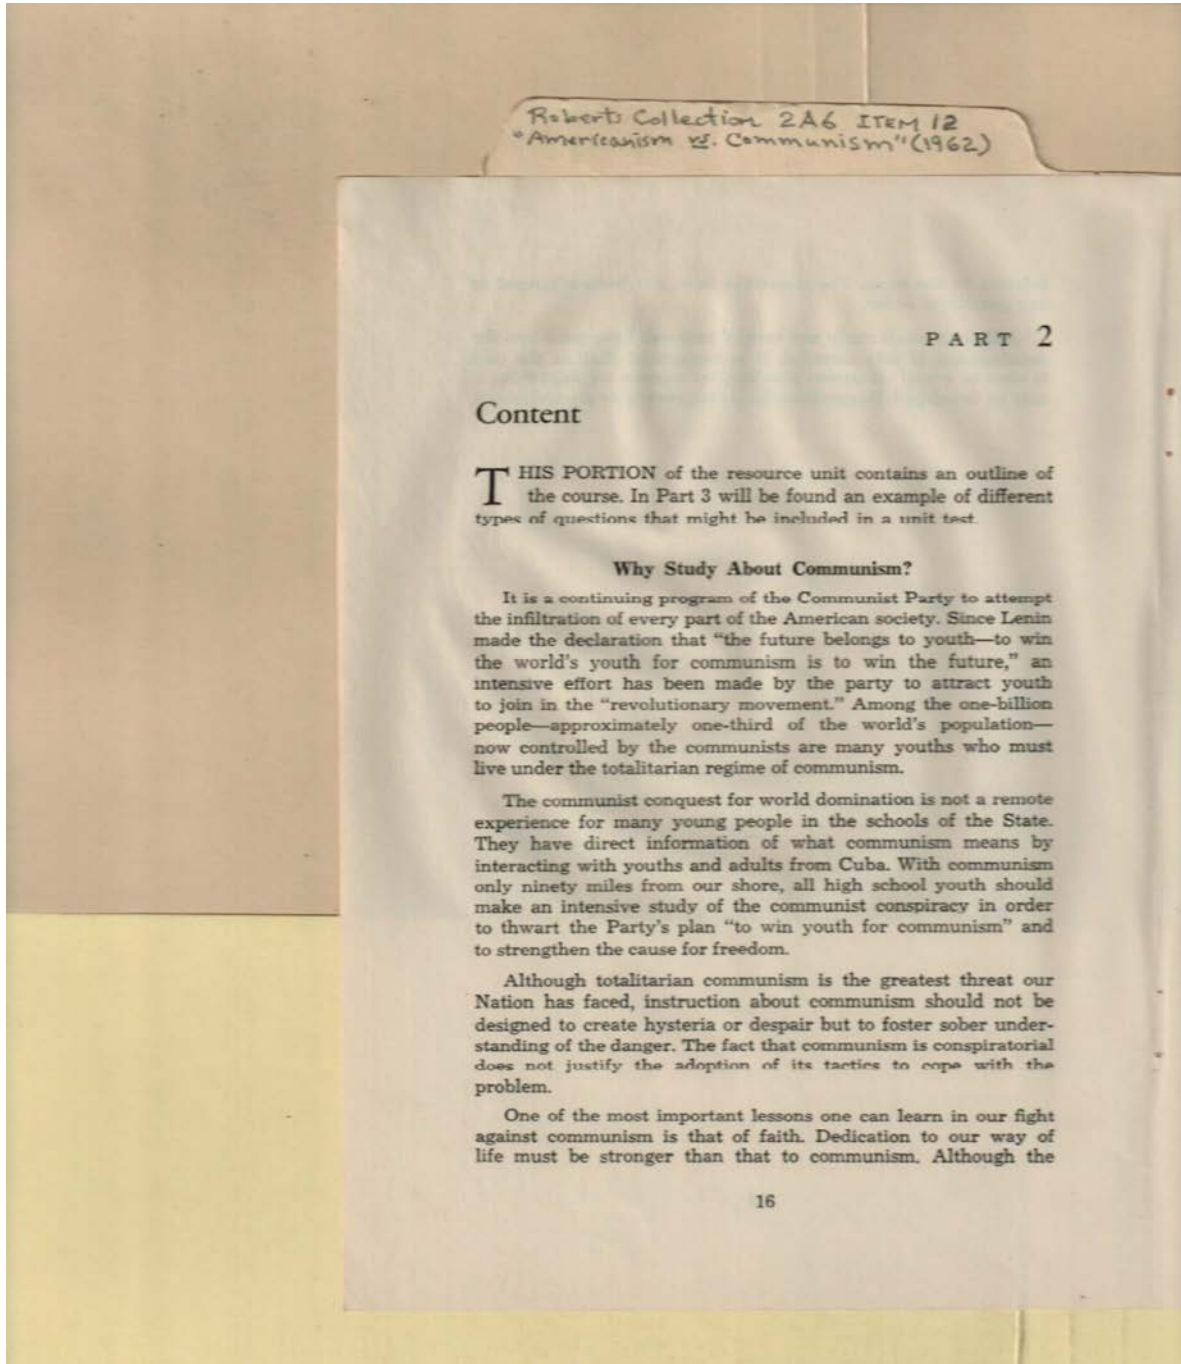 Roberts Collection 2A6 ITEM 12
"Americanism vs. Communism" (1962)
PART 2
Content
THIS PORTION of the resource unit contains an outline of
the course. In Part 3 will be found an example of different
types of questions that might be included in a unit test.
Why Study About Communism?
It is a continuing program of the Communist Party to attempt
the infiltration of every part of the American society. Since Lenin
made the declaration that “the future belongs to youth—to win
the world’s youth for communism is to win the future,” an
intensive effort has been made by the party to attract youth
to join in the “revolutionary movement.” Among the one-billion
people—approximately one-third of the world’s population—
now controlled by the communists are many youths who must
live under the totalitarian regime of communism.
The communist conquest for world domination is not a remote
experience for many young people in the schools of the State.
They have direct information of what communism means by
interacting with youths and adults from Cuba. With communism
only ninety miles from our shore, all high school youth should
make an intensive study of the communist conspiracy in order
to thwart the Party’s plan “to win youth for communism” and
to strengthen the cause for freedom.
Although totalitarian communism is the greatest threat our
Nation has faced, instruction about communism should not be
designed to create hysteria or despair but to foster sober under-
standing of the danger. The fact that communism is conspiratorial
does not justify the adoption of its tactics to cope with the
problem.
One of the most important lessons one can learn in our fight
against communism is that of faith. Dedication to our way of
life must be stronger than that to communism. Although the
16